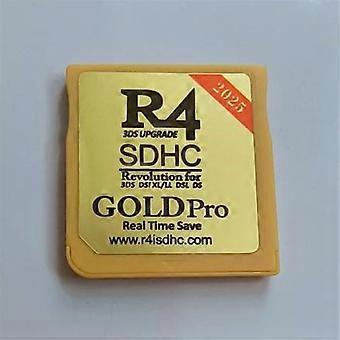 2025
R4
3DS UPGRADE
SDHC
Revolution for
3DS DSI XL/LL DSL DS
GOLD Pro
Real Time Save
www.r4isdhc.com